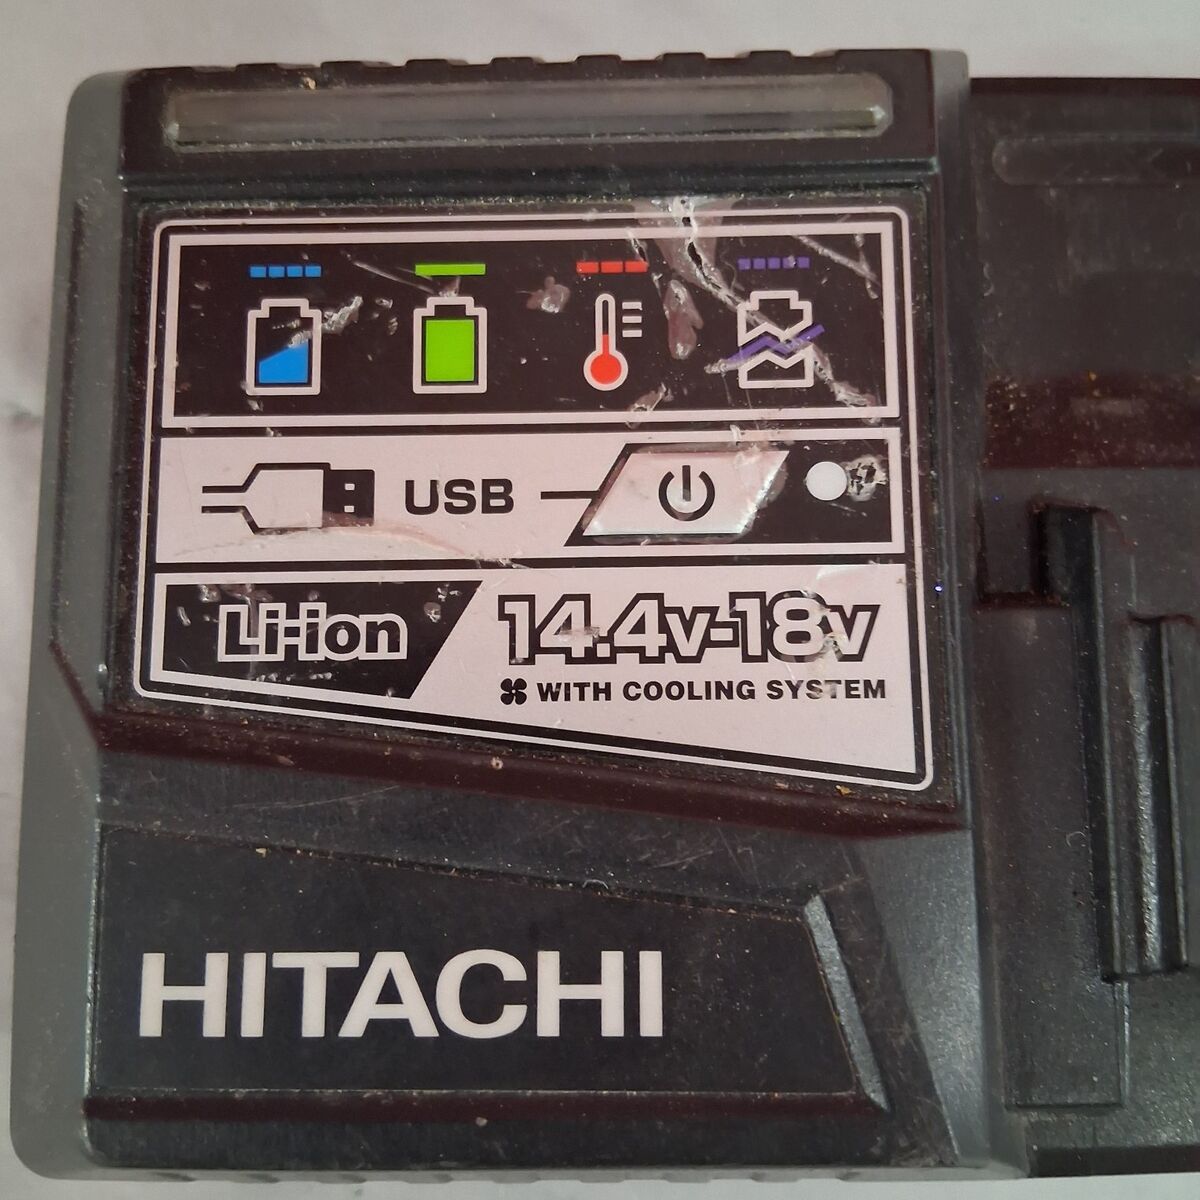 USB
Li-ion
14.4v-18v
WITH COOLING SYSTEM
HITACHI